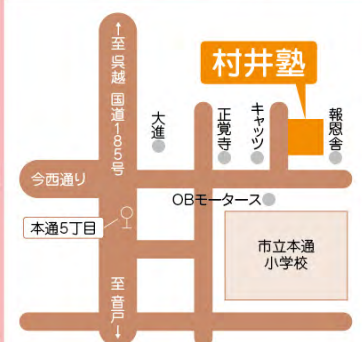 ←至呉越 国道185号
村井塾
大進
正覚寺
キャッツ
報恩舎
今西通り
OBモータース
本通5丁目
市立本通
小学校
至音戸→